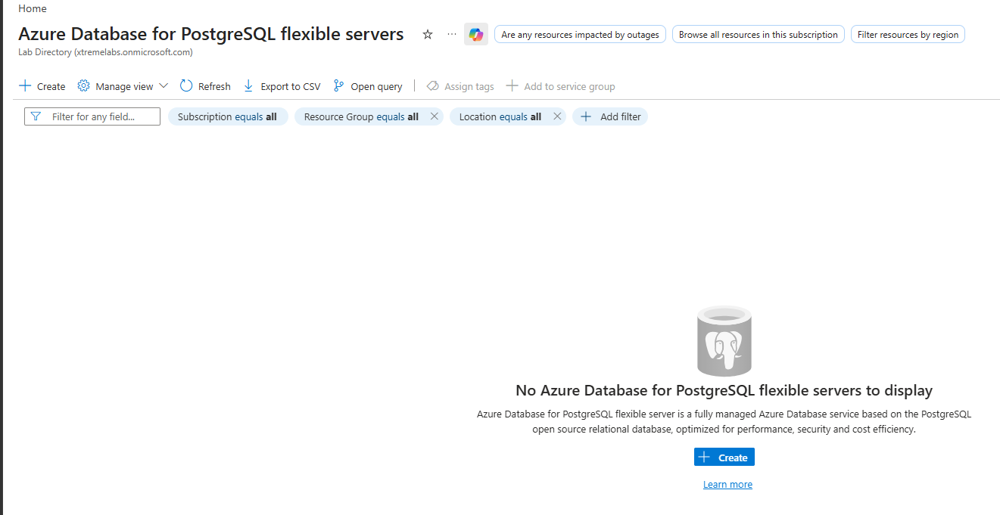 Home
Azure Database for PostgreSQL flexible servers ... Are any resources impacted by outages Browse all resources in this subscription Filter resources by region
Lab Directory (xtremelabs.onmicrosoft.com)
Create Manage view Refresh Export to CSV Open query Assign tags Add to service group
Filter for any field... Subscription equals all Resource Group equals all Location equals all Add filter
No Azure Database for PostgreSQL flexible servers to display
Azure Database for PostgreSQL flexible server is a fully managed Azure Database service based on the PostgreSQL
open source relational database, optimized for performance, security and cost efficiency.
Create
Learn more